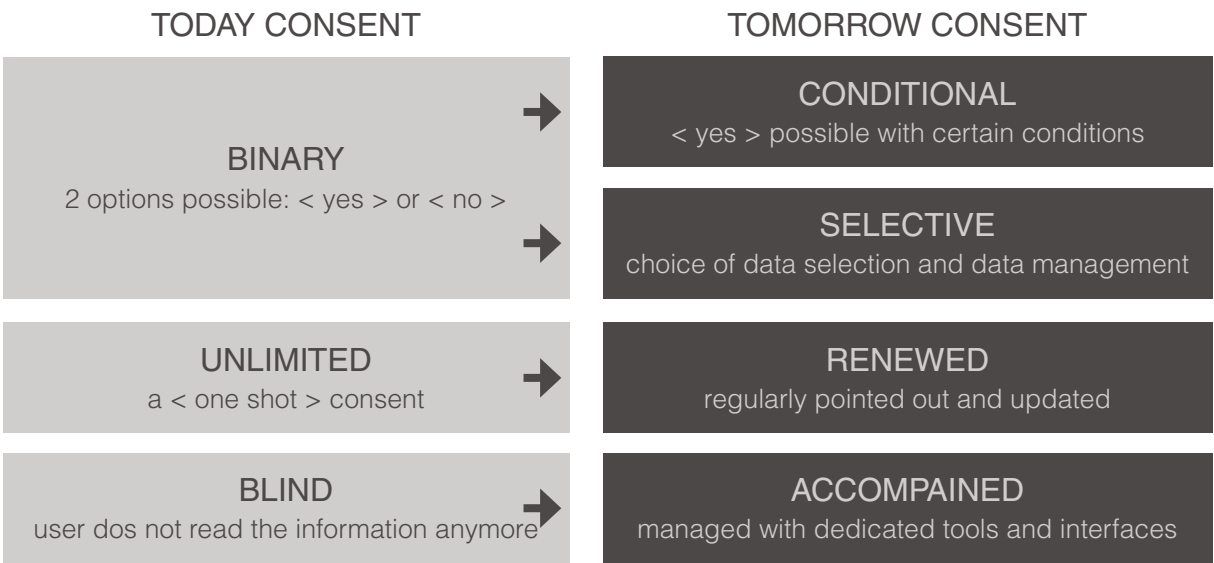 TODAY CONSENT
BINARY
2 options possible: < yes > or < no >
UNLIMITED
a < one shot > consent
BLIND
user dos not read the information anymore
TOMORROW CONSENT
CONDITIONAL
< yes > possible with certain conditions
SELECTIVE
choice of data selection and data management
RENEWED
regularly pointed out and updated
ACCOMPAINED
managed with dedicated tools and interfaces